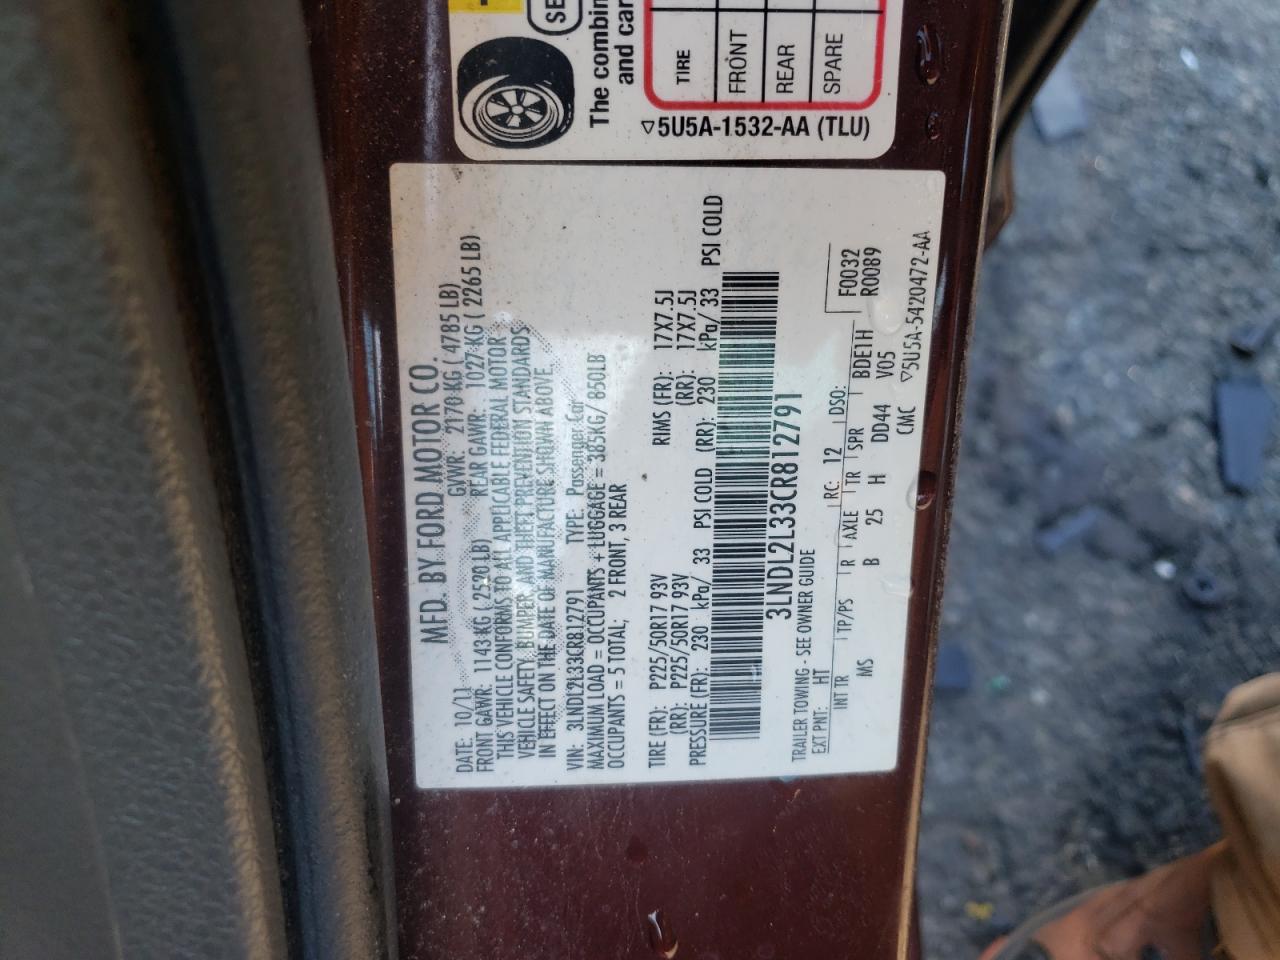 SE
The combin
and car
TIRE
FRONT
REAR
SPARE
5U5A-1532-AA (TLU)
MFD. BY FORD MOTOR CO.
DATE: 10/11 GVWR: 2170 KG ( 4785 LB)
FRONT GAWR: 1143 KG ( 2520 LB) REAR GAWR: 1027 KG ( 2265 LB)
THIS VEHICLE CONFORMS TO ALL APPLICABLE FEDERAL MOTOR
VEHICLE SAFETY, BUMPER, AND THEFT PREVENTION STANDARDS
IN EFFECT ON THE DATE OF MANUFACTURE SHOWN ABOVE.
VIN: 3LNDL2L33CR812791 TYPE: Passenger Car
MAXIMUM LOAD = OCCUPANTS + LUGGAGE = 385KG/ 850LB
OCCUPANTS = 5 TOTAL; 2 FRONT, 3 REAR
TIRE (FR): P225/50R17 93V RIMS (FR): 17X7.5J
(RR): P225/50R17 93V (RR): 17X7.5J
PRESSURE (FR): 230 kPa/ 33 PSI COLD (RR): 230 kPa/ 33 PSI COLD
3LNDL2L33CR812791
TRAILER TOWING - SEE OWNER GUIDE F0032
EXT PNT: HT RC: 12 DSO: R0089
INT TR TP/PS R AXLE TR SPR BDE1H
MS B 25 H DD44 V05
CMC 5U5A-5420472-AA